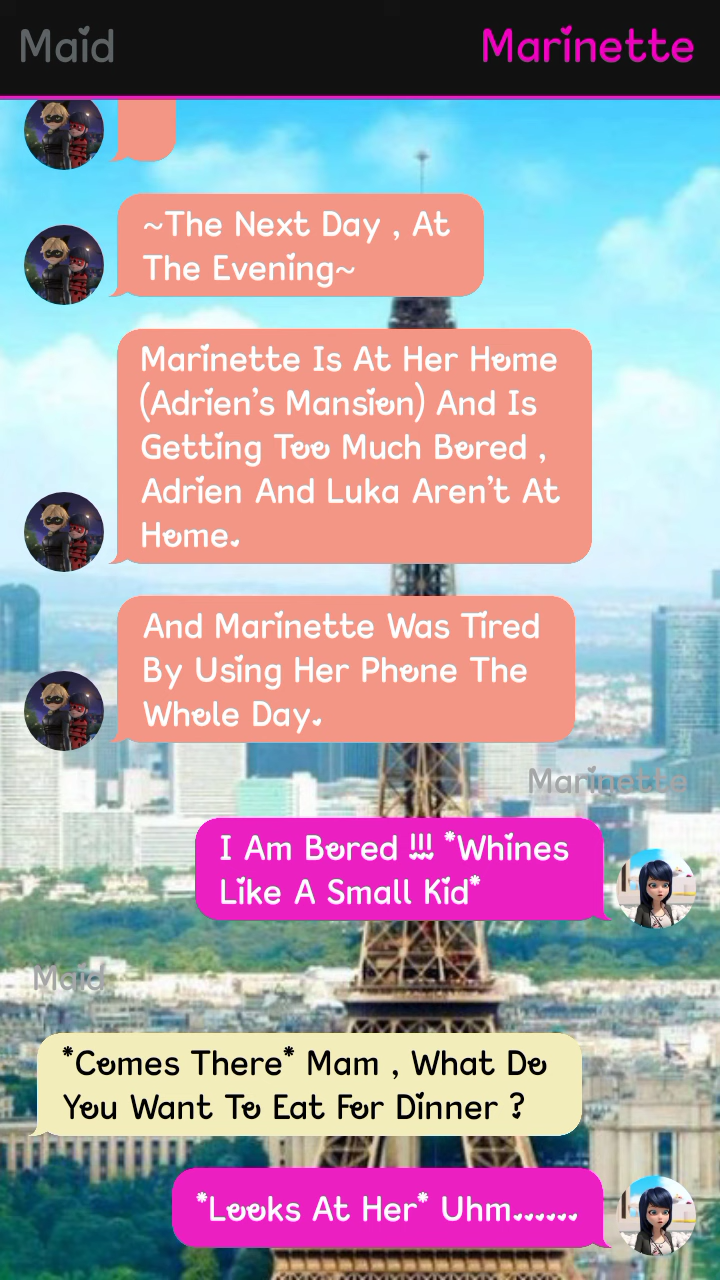 Maid
Marinette
~The Next Day , At
The Evening~
Marinette Is At Her Home
(Adrien's Mansion) And Is
Getting Too Much Bored ,
Adrien And Luka Aren't At
Home.
And Marinette Was Tired
By Using Her Phone The
Whole Day.
Marinette
I Am Bored !!! *Whines
Like A Small Kid*
Maid
*Comes There* Mam , What Do
You Want To Eat For Dinner ?
*Looks At Her* Uhm......